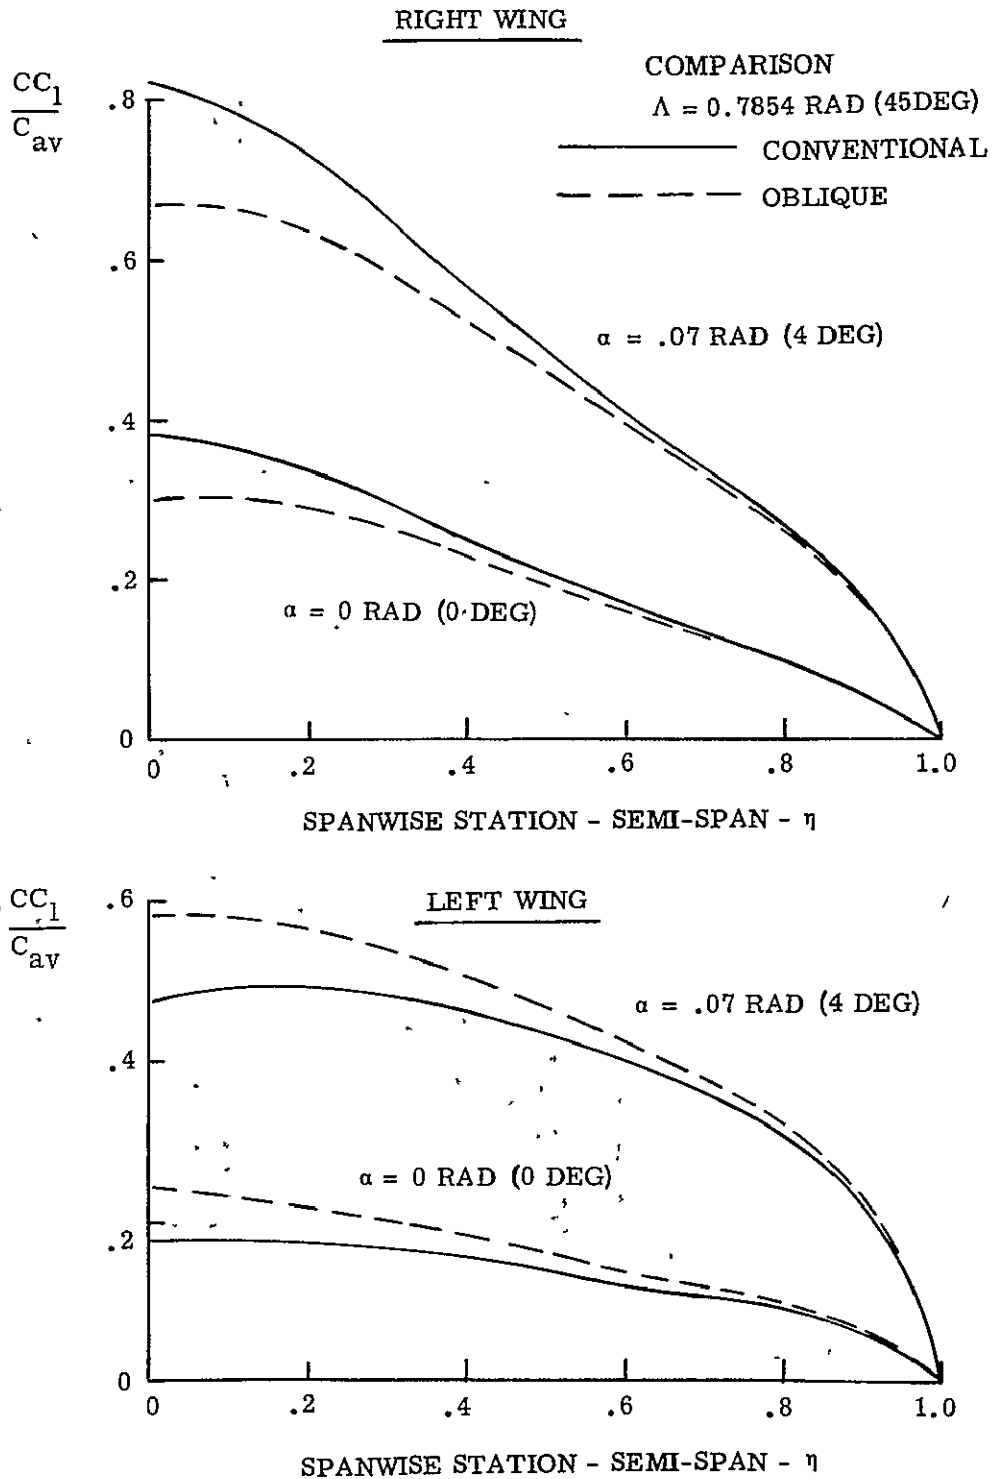 RIGHT WING
COMPARISON
Λ = 0.7854 RAD (45DEG)
CONVENTIONAL
OBLIQUE
CC1
Cav
.8
.6
.4
.2
0
α = .07 RAD (4 DEG)
α = 0 RAD (0 DEG)
0 .2 .4 .6 .8 1.0
SPANWISE STATION - SEMI-SPAN - η
LEFT WING
CC1
Cav
.6
.4
.2
0
α = .07 RAD (4 DEG)
α = 0 RAD (0 DEG)
0 .2 .4 .6 .8 1.0
SPANWISE STATION - SEMI-SPAN - η